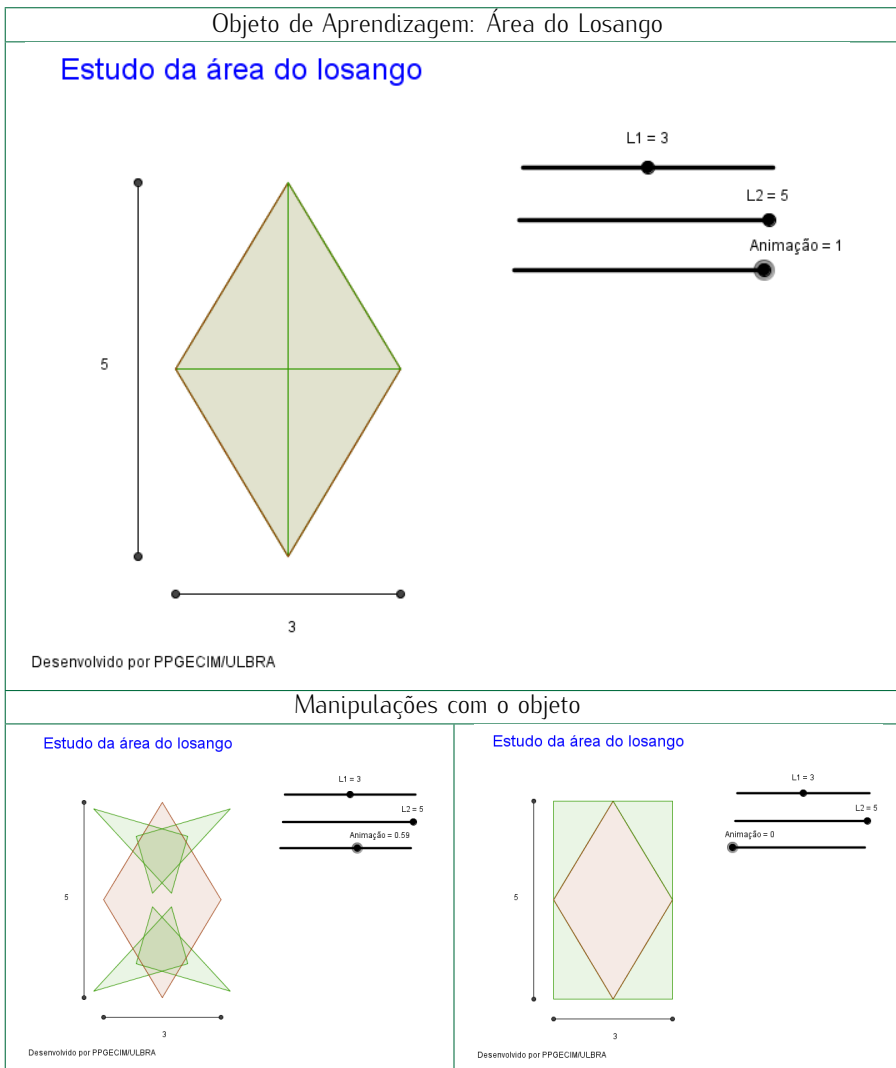 Objeto de Aprendizagem: Área do Losango
Estudo da área do losango
L1 = 3
L2 = 5
Animação = 1
5
3
Desenvolvido por PPGECIM/ULBRA
Manipulações com o objeto
Estudo da área do losango
L1 = 3
L2 = 5
Animação = 0.59
5
3
Desenvolvido por PPGECIM/ULBRA
Estudo da área do losango
L1 = 3
L2 = 5
Animação = 0
5
3
Desenvolvido por PPGECIM/ULBRA